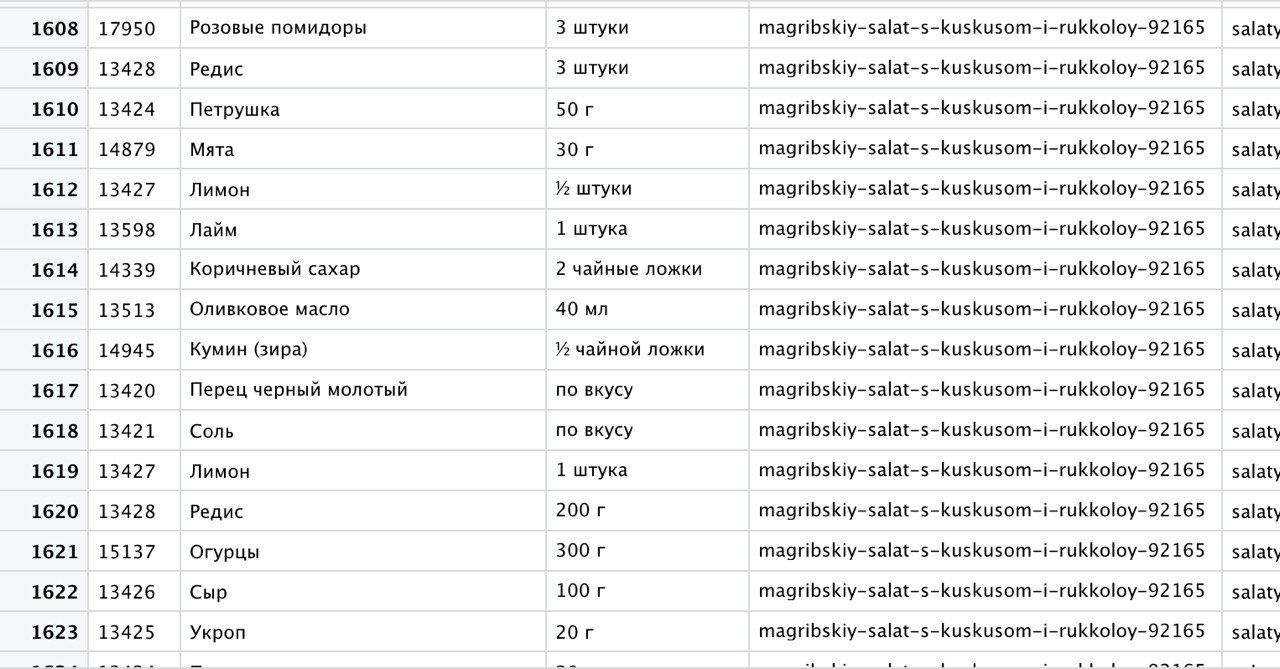 1608 17950 Розовые помидоры 3 штуки magribskiy-salat-s-kuskusom-i-rukkoloy-92165 salaty
1609 13428 Редис 3 штуки magribskiy-salat-s-kuskusom-i-rukkoloy-92165 salaty
1610 13424 Петрушка 50 г magribskiy-salat-s-kuskusom-i-rukkoloy-92165 salaty
1611 14879 Мята 30 г magribskiy-salat-s-kuskusom-i-rukkoloy-92165 salaty
1612 13427 Лимон ½ штуки magribskiy-salat-s-kuskusom-i-rukkoloy-92165 salaty
1613 13598 Лайм 1 штука magribskiy-salat-s-kuskusom-i-rukkoloy-92165 salaty
1614 14339 Коричневый сахар 2 чайные ложки magribskiy-salat-s-kuskusom-i-rukkoloy-92165 salaty
1615 13513 Оливковое масло 40 мл magribskiy-salat-s-kuskusom-i-rukkoloy-92165 salaty
1616 14945 Кумин (зира) ½ чайной ложки magribskiy-salat-s-kuskusom-i-rukkoloy-92165 salaty
1617 13420 Перец черный молотый по вкусу magribskiy-salat-s-kuskusom-i-rukkoloy-92165 salaty
1618 13421 Соль по вкусу magribskiy-salat-s-kuskusom-i-rukkoloy-92165 salaty
1619 13427 Лимон 1 штука magribskiy-salat-s-kuskusom-i-rukkoloy-92165 salaty
1620 13428 Редис 200 г magribskiy-salat-s-kuskusom-i-rukkoloy-92165 salaty
1621 15137 Огурцы 300 г magribskiy-salat-s-kuskusom-i-rukkoloy-92165 salaty
1622 13426 Сыр 100 г magribskiy-salat-s-kuskusom-i-rukkoloy-92165 salaty
1623 13425 Укроп 20 г magribskiy-salat-s-kuskusom-i-rukkoloy-92165 salaty